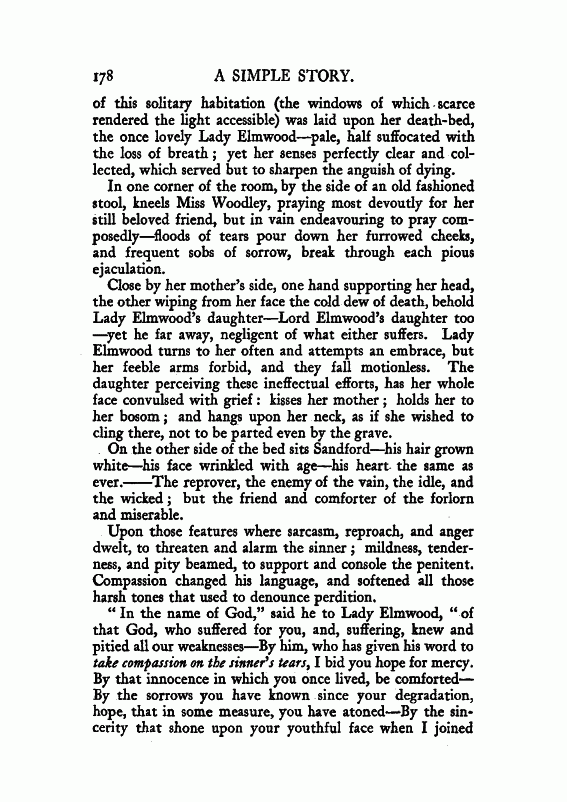 178 A SIMPLE STORY.
of this solitary habitation (the windows of which scarce
rendered the light accessible) was laid upon her death-bed,
the once lovely Lady Elmwood—pale, half suffocated with
the loss of breath ; yet her senses perfectly clear and col-
lected, which served but to sharpen the anguish of dying.
In one corner of the room, by the side of an old fashioned
stool, kneels Miss Woodley, praying most devoutly for her
still beloved friend, but in vain endeavouring to pray com-
posedly—floods of tears pour down her furrowed cheeks,
and frequent sobs of sorrow, break through each pious
ejaculation.
Close by her mother's side, one hand supporting her head,
the other wiping from her face the cold dew of death, behold
Lady Elmwood's daughter—Lord Elmwood's daughter too
—yet he far away, negligent of what either suffers. Lady
Elmwood turns to her often and attempts an embrace, but
her feeble arms forbid, and they fall motionless. The
daughter perceiving these ineffectual efforts, has her whole
face convulsed with grief : kisses her mother ; holds her to
her bosom ; and hangs upon her neck, as if she wished to
cling there, not to be parted even by the grave.
On the other side of the bed sits Sandford—his hair grown
white—his face wrinkled with age—his heart the same as
ever.——The reprover, the enemy of the vain, the idle, and
the wicked ; but the friend and comforter of the forlorn
and miserable.
Upon those features where sarcasm, reproach, and anger
dwelt, to threaten and alarm the sinner ; mildness, tender-
ness, and pity beamed, to support and console the penitent.
Compassion changed his language, and softened all those
harsh tones that used to denounce perdition.
"In the name of God," said he to Lady Elmwood, "of
that God, who suffered for you, and, suffering, knew and
pitied all our weaknesses—By him, who has given his word to
take compassion on the sinner's tears, I bid you hope for mercy.
By that innocence in which you once lived, be comforted—
By the sorrows you have known since your degradation,
hope, that in some measure, you have atoned—By the sin-
cerity that shone upon your youthful face when I joined